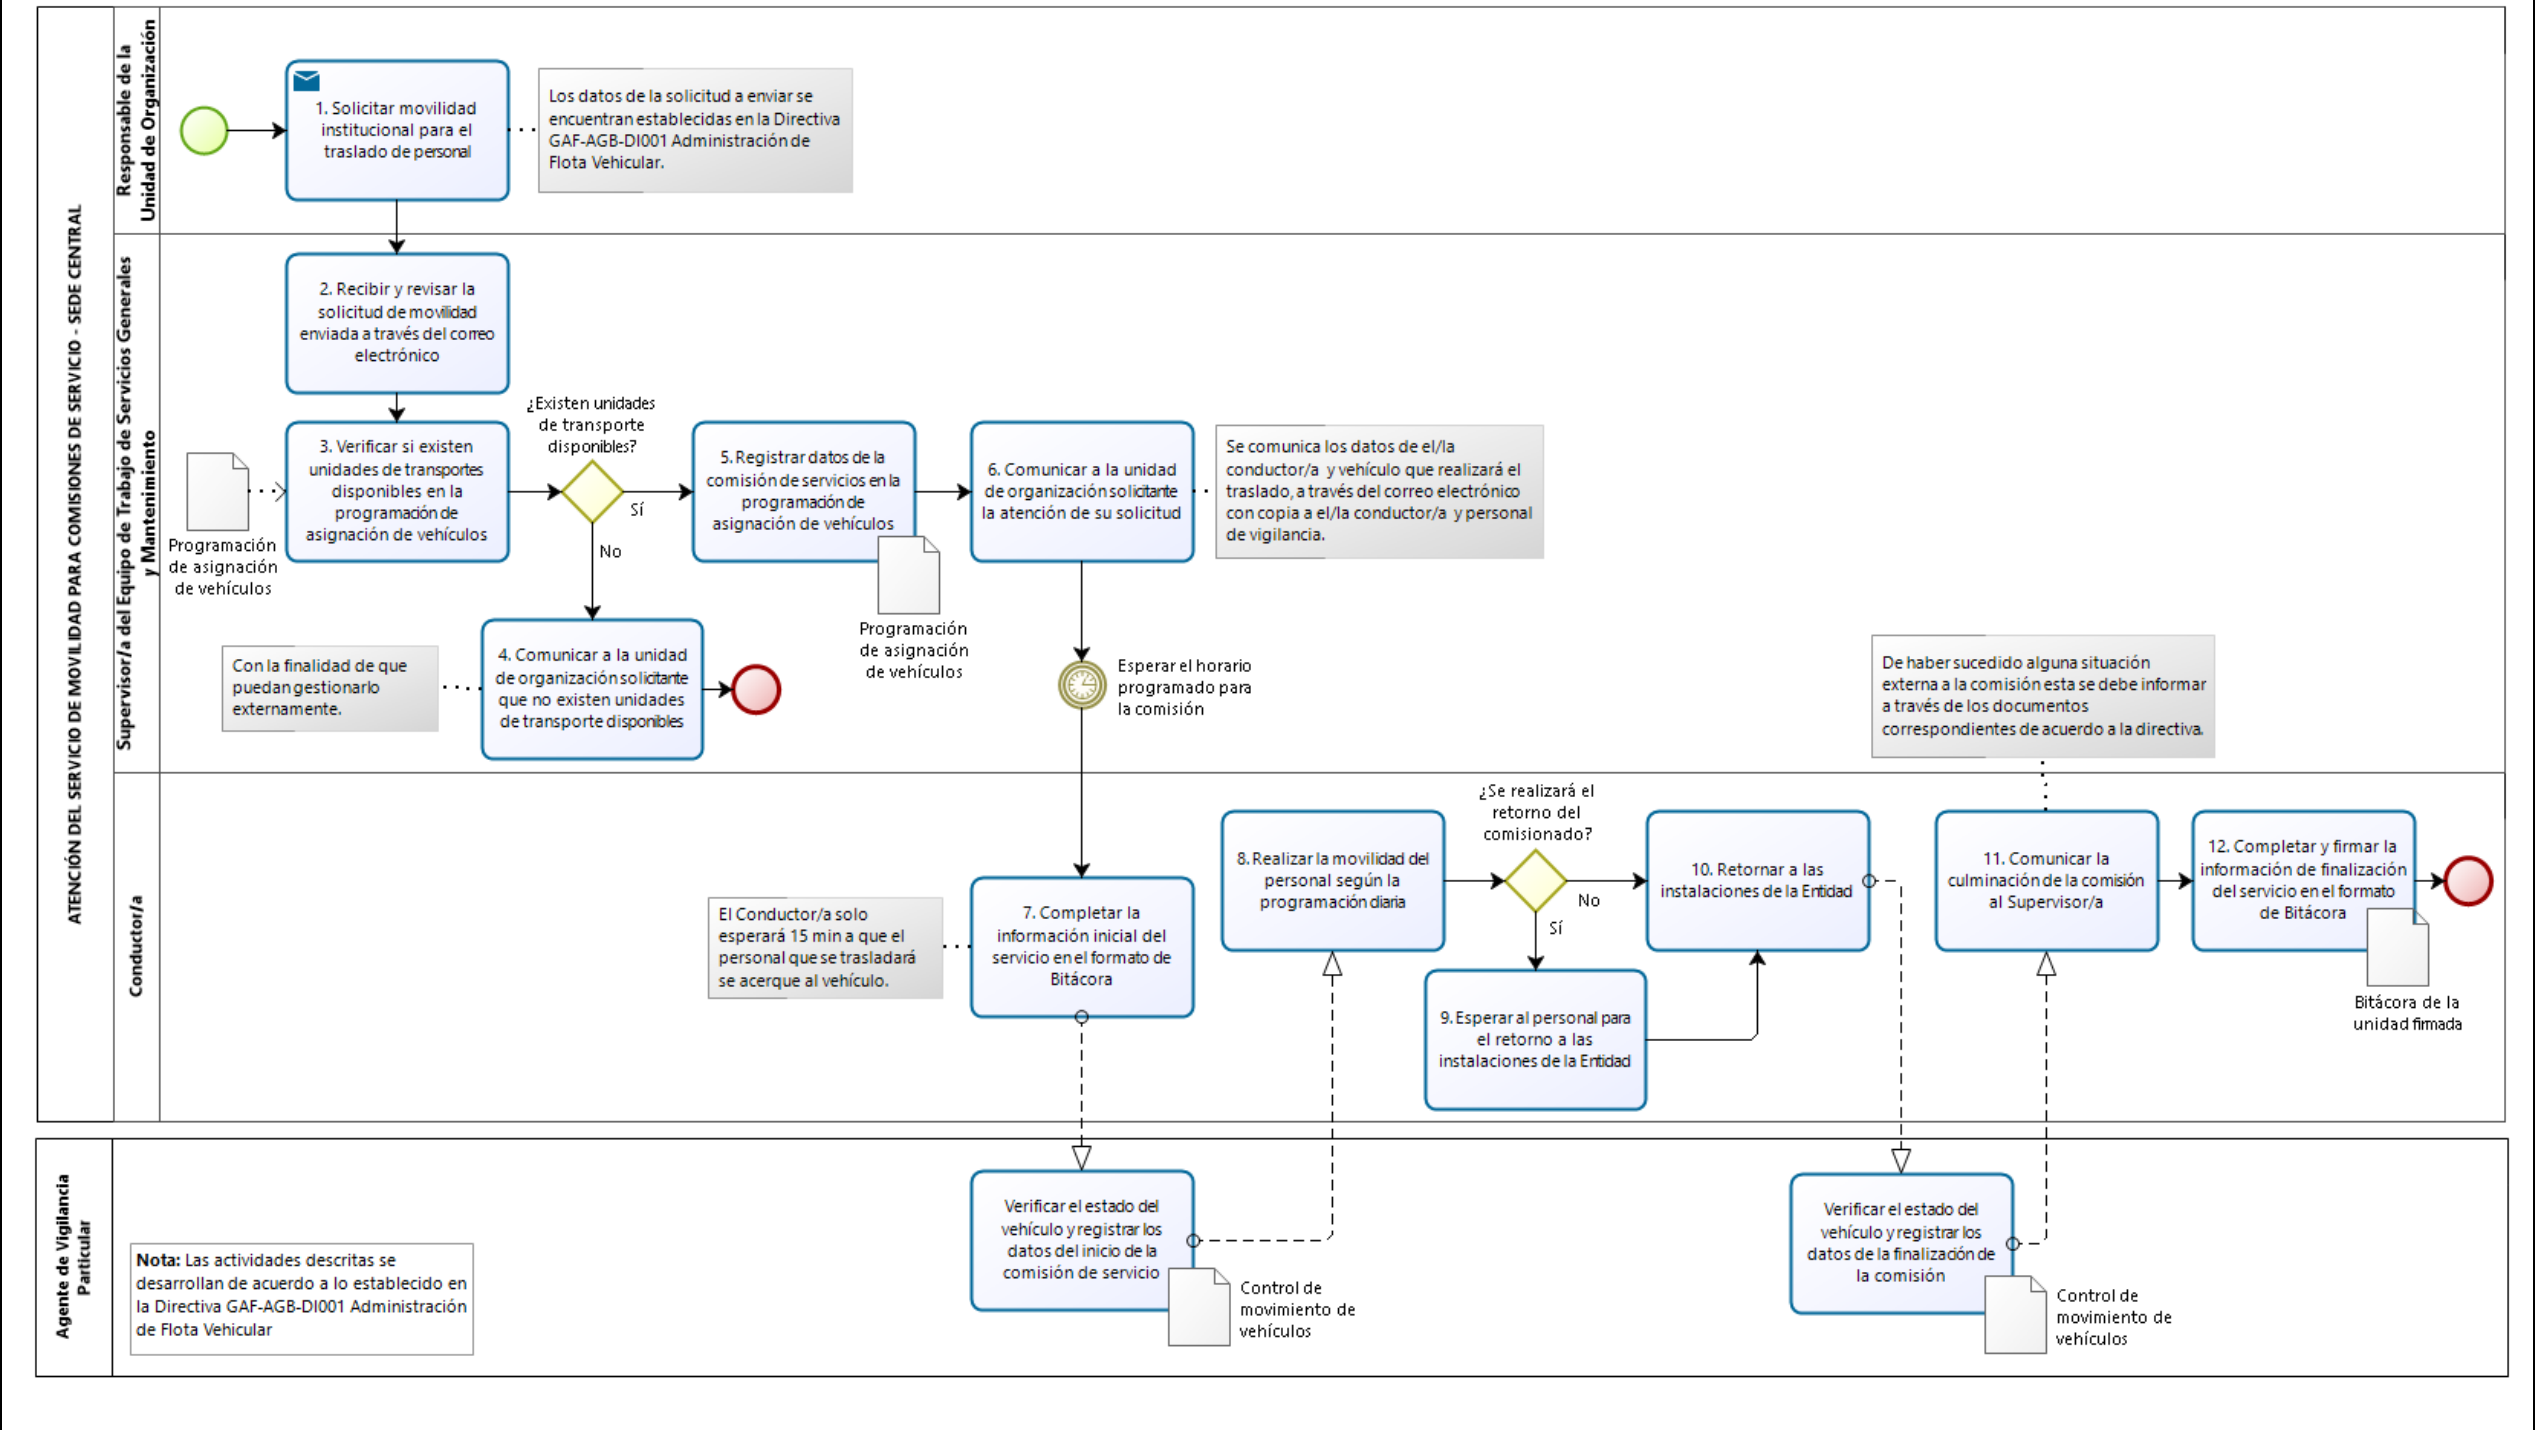 ATENCIÓN DEL SERVICIO DE MOVILIDAD PARA COMISIONES DE SERVICIO - SEDE CENTRAL
Responsable de la
Unidad de Organización
1. Solicitar movilidad
institucional para el
traslado de personal
Los datos de la solicitud a enviar se
encuentran establecidas en la Directiva
GAF-AGB-DI001 Administración de
Flota Vehicular.
Supervisor/a del Equipo de Trabajo de Servicios Generales
y Mantenimiento
2. Recibir y revisar la
solicitud de movilidad
enviada a través del correo
electrónico
3. Verificar si existen
unidades de transportes
disponibles en la
programación de
asignación de vehículos
Programación
de asignación
de vehículos
¿Existen unidades
de transporte
disponibles?
Sí
No
4. Comunicar a la unidad
de organización solicitante
que no existen unidades
de transporte disponibles
Con la finalidad de que
puedan gestionarlo
externamente.
5. Registrar datos de la
comisión de servicios en la
programación de
asignación de vehículos
Programación
de asignación
de vehículos
6. Comunicar a la unidad
de organización solicitante
la atención de su solicitud
Se comunica los datos de el/la
conductor/a y vehículo que realizará el
traslado, a través del correo electrónico
con copia a el/la conductor/a y personal
de vigilancia.
Esperar el horario
programado para
la comisión
Conductor/a
El Conductor/a solo
esperará 15 min a que el
personal que se trasladará
se acerque al vehículo.
7. Completar la
información inicial del
servicio en el formato de
Bitácora
8. Realizar la movilidad del
personal según la
programación diaria
¿Se realizará el
retorno del
comisionado?
No
Sí
9. Esperar al personal para
el retorno a las
instalaciones de la Entidad
10. Retornar a las
instalaciones de la Entidad
De haber sucedido alguna situación
externa a la comisión esta se debe informar
a través de los documentos
correspondientes de acuerdo a la directiva.
11. Comunicar la
culminación de la comisión
al Supervisor/a
12. Completar y firmar la
información de finalización
del servicio en el formato
de Bitácora
Bitácora de la
unidad firmada
Agente de Vigilancia
Particular
Nota: Las actividades descritas se
desarrollan de acuerdo a lo establecido en
la Directiva GAF-AGB-DI001 Administración
de Flota Vehicular
Verificar el estado del
vehículo y registrar los
datos del inicio de la
comisión de servicio
Control de
movimiento de
vehículos
Verificar el estado del
vehículo y registrar los
datos de la finalización de
la comisión
Control de
movimiento de
vehículos